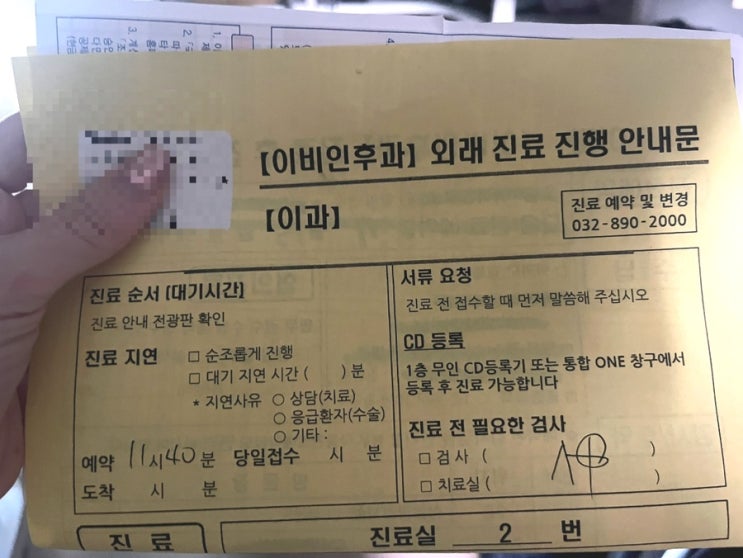 [이비인후과] 외래 진료 진행 안내문
[이과]
진료 예약 및 변경
032-890-2000
진료 순서 [대기시간]
진료 안내 전광판 확인
진료 지연 □ 순조롭게 진행
□ 대기 지연 시간 ( ) 분
* 지연사유 ○ 상담(치료)
○ 응급환자(수술)
○ 기타 :
예약 11시 40분 당일접수 시 분
도착 시 분
서류 요청
진료 전 접수할 때 먼저 말씀해 주십시오
CD 등록
1층 무인 CD등록기 또는 통합 ONE 창구에서
등록 후 진료 가능합니다
진료 전 필요한 검사
□ 검사 ( )
□ 치료실 ( )
진료
진료실 2 번